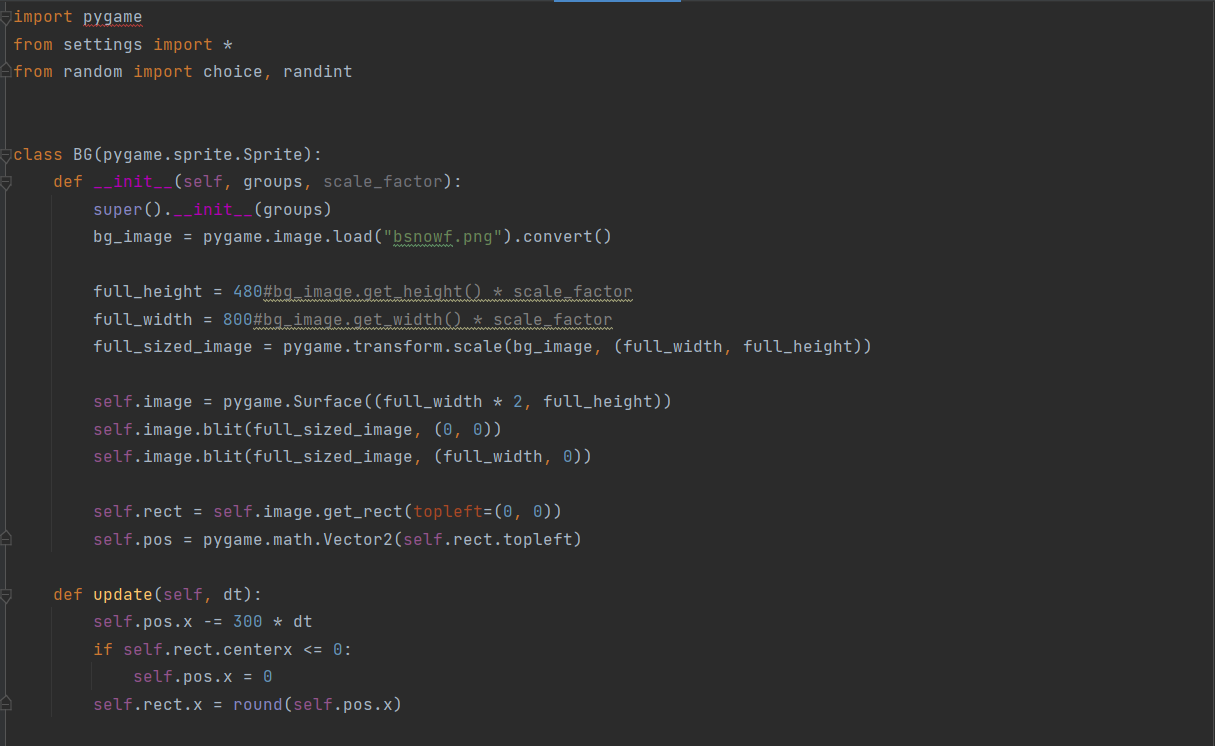 import pygame
from settings import *
from random import choice, randint
class BG(pygame.sprite.Sprite):
    def __init__(self, groups, scale_factor):
        super().__init__(groups)
        bg_image = pygame.image.load("bsnowf.png").convert()
        full_height = 480#bg_image.get_height() * scale_factor
        full_width = 800#bg_image.get_width() * scale_factor
        full_sized_image = pygame.transform.scale(bg_image, (full_width, full_height))
        self.image = pygame.Surface((full_width * 2, full_height))
        self.image.blit(full_sized_image, (0, 0))
        self.image.blit(full_sized_image, (full_width, 0))
        self.rect = self.image.get_rect(topleft=(0, 0))
        self.pos = pygame.math.Vector2(self.rect.topleft)
    def update(self, dt):
        self.pos.x -= 300 * dt
        if self.rect.centerx <= 0:
            self.pos.x = 0
        self.rect.x = round(self.pos.x)